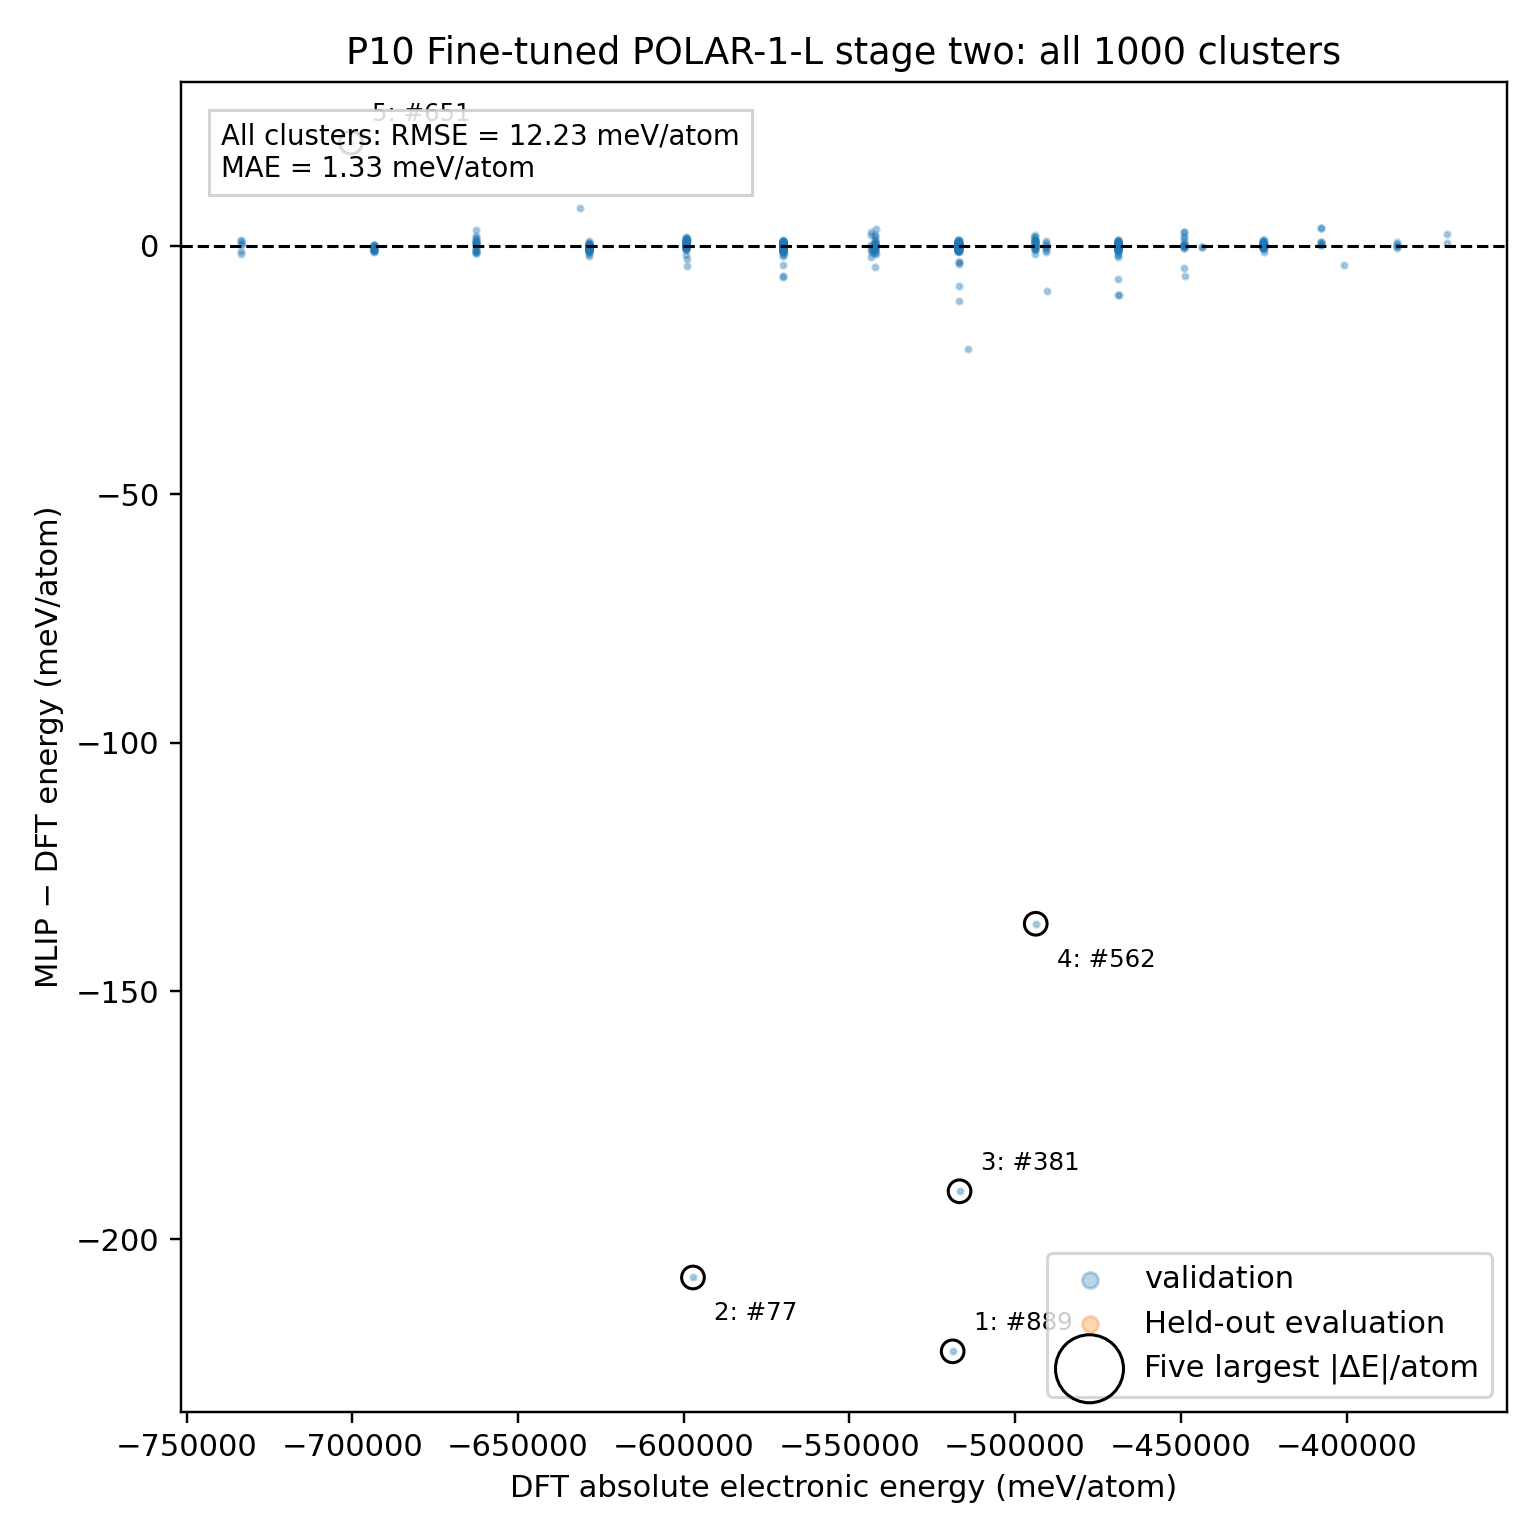 P10 Fine-tuned POLAR-1-L stage two: all 1000 clusters
5: #651
All clusters: RMSE = 12.23 meV/atom
MAE = 1.33 meV/atom
0
−50
−100
−150
−200
MLIP − DFT energy (meV/atom)
4: #562
3: #381
2: #77
1: #889
validation
Held-out evaluation
Five largest |ΔE|/atom
−750000 −700000 −650000 −600000 −550000 −500000 −450000 −400000
DFT absolute electronic energy (meV/atom)